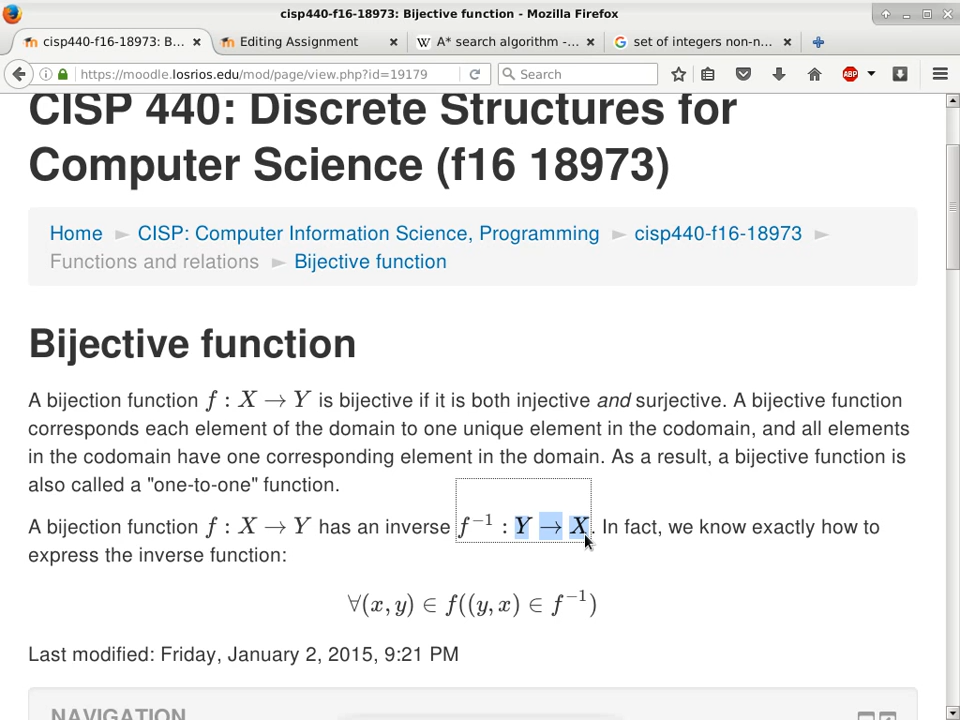 cisp440-f16-18973: Bijective function - Mozilla Firefox
cisp440-f16-18973: B...
Editing Assignment
A* search algorithm -...
set of integers non-n...
https://moodle.losrios.edu/mod/page/view.php?id=19179
Search
ABP
CISP 440: Discrete Structures for
Computer Science (f16 18973)
Home ► CISP: Computer Information Science, Programming ► cisp440-f16-18973 ►
Functions and relations ► Bijective function
Bijective function
A bijection function f : X → Y is bijective if it is both injective and surjective. A bijective function
corresponds each element of the domain to one unique element in the codomain, and all elements
in the codomain have one corresponding element in the domain. As a result, a bijective function is
also called a "one-to-one" function.
A bijection function f : X → Y has an inverse f⁻¹ : Y → X. In fact, we know exactly how to
express the inverse function:
∀(x, y) ∈ f((y, x) ∈ f⁻¹)
Last modified: Friday, January 2, 2015, 9:21 PM
NAVIGATION